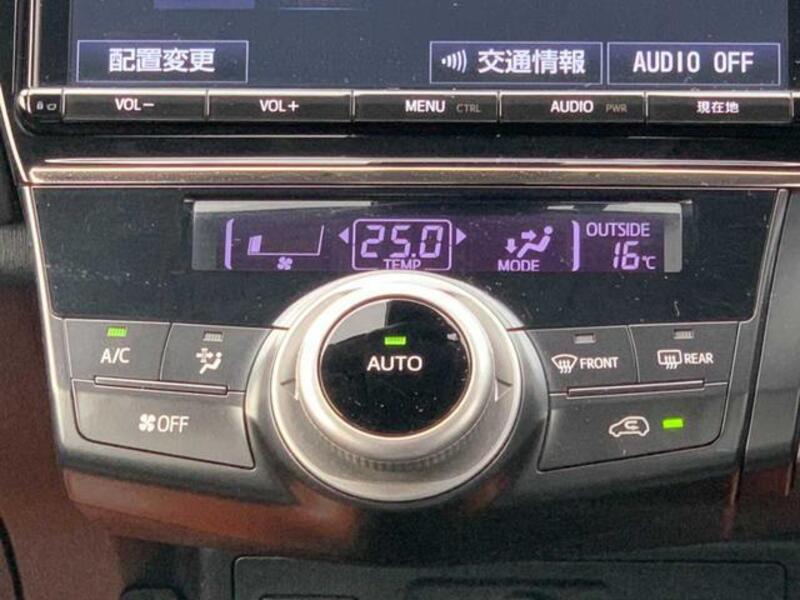 配置変更 交通情報 AUDIO OFF
VOL− VOL+ MENU CTRL AUDIO PWR 現在地
25.0 OUTSIDE
TEMP MODE 16℃
A/C AUTO FRONT REAR
OFF